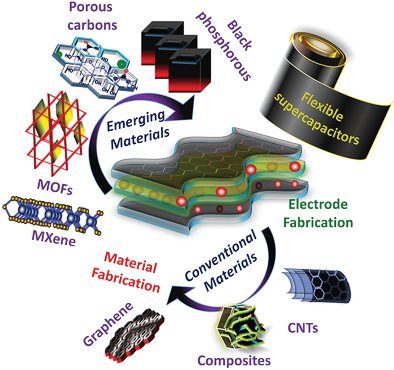 Porous
carbons
Black
phosphorous
Flexible
supercapacitors
Emerging
Materials
MOFs
MXene
Electrode
Fabrication
Material
Fabrication
Conventional
Materials
Graphene
Composites
CNTs